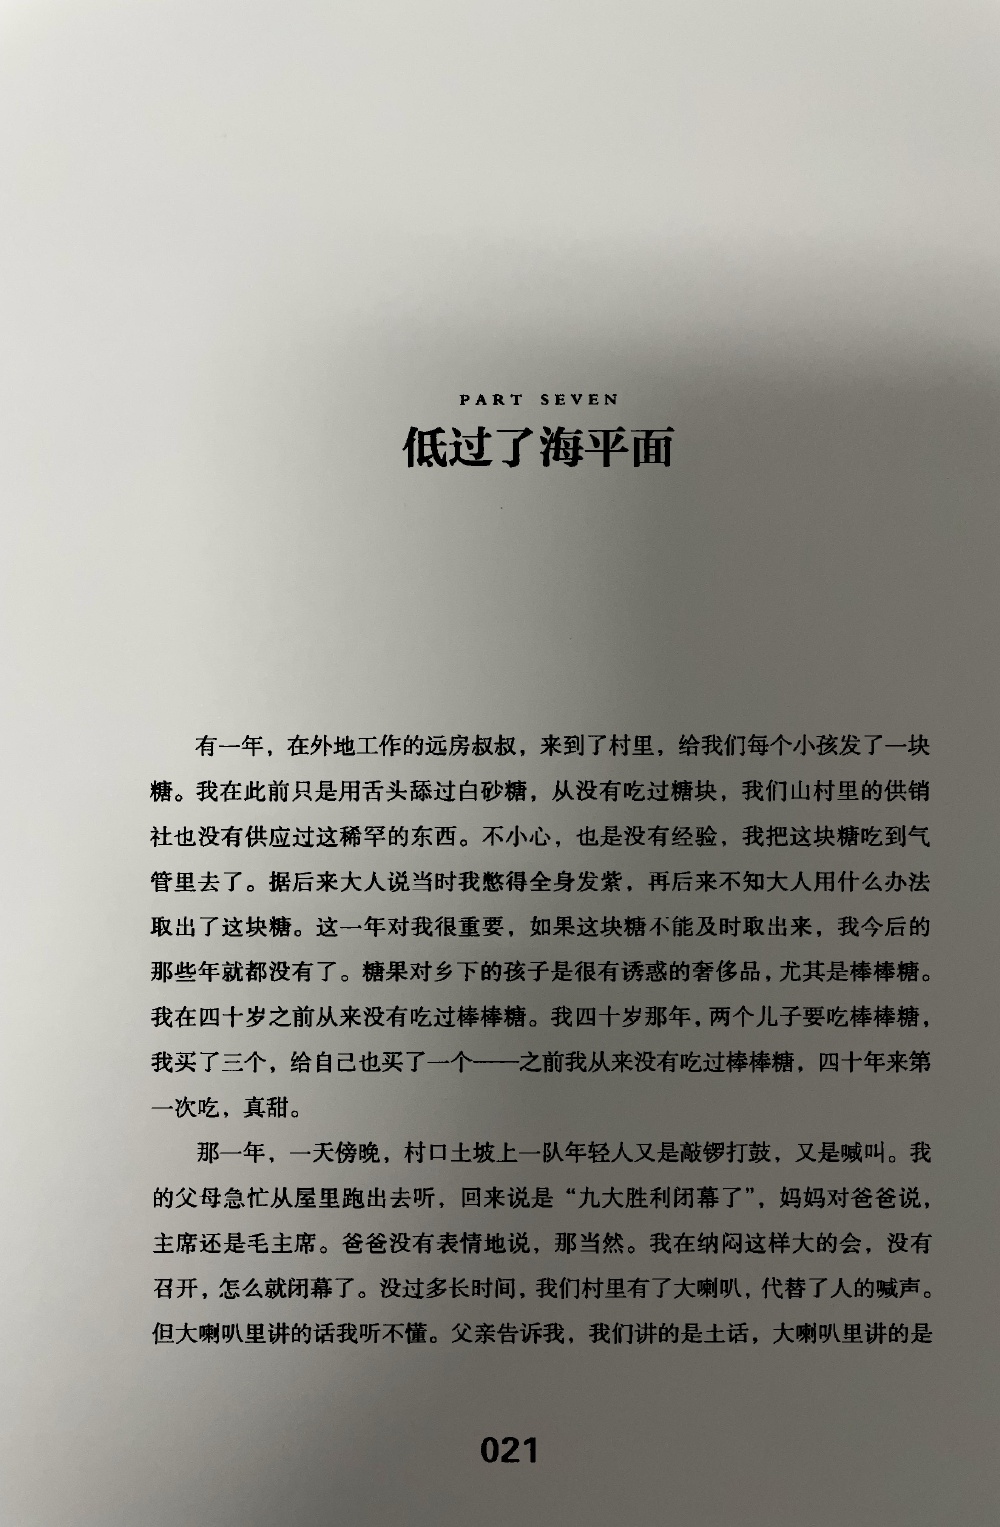 PART SEVEN
低过了海平面
有一年，在外地工作的远房叔叔，来到了村里，给我们每个小孩发了一块
糖。我在此前只是用舌头舔过白砂糖，从没有吃过糖块，我们山村里的供销
社也没有供应过这稀罕的东西。不小心，也是没有经验，我把这块糖吃到气
管里去了。据后来大人说当时我憋得全身发紫，再后来不知大人用什么办法
取出了这块糖。这一年对我很重要，如果这块糖不能及时取出来，我今后的
那些年就都没有了。糖果对乡下的孩子是很有诱惑的奢侈品，尤其是棒棒糖。
我在四十岁之前从来没有吃过棒棒糖。我四十岁那年，两个儿子要吃棒棒糖，
我买了三个，给自己也买了一个——之前我从来没有吃过棒棒糖，四十年来第
一次吃，真甜。
那一年，一天傍晚，村口土坡上一队年轻人又是敲锣打鼓，又是喊叫。我
的父母急忙从屋里跑出去听，回来说是“九大胜利闭幕了”，妈妈对爸爸说，
主席还是毛主席。爸爸没有表情地说，那当然。我在纳闷这样大的会，没有
召开，怎么就闭幕了。没过多长时间，我们村里有了大喇叭，代替了人的喊声。
但大喇叭里讲的话我听不懂。父亲告诉我，我们讲的是土话，大喇叭里讲的是
021